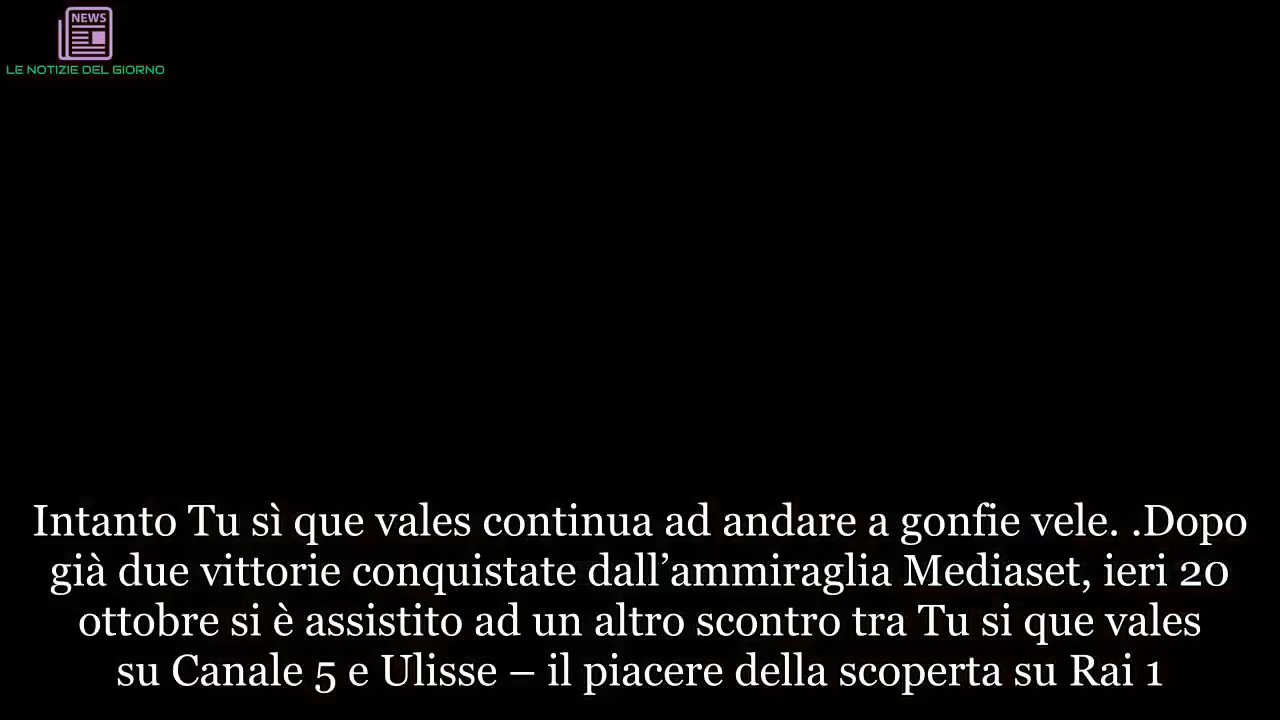 NEWS
LE NOTIZIE DEL GIORNO
Intanto Tu sì que vales continua ad andare a gonfie vele. .Dopo
già due vittorie conquistate dall’ammiraglia Mediaset, ieri 20
ottobre si è assistito ad un altro scontro tra Tu si que vales
su Canale 5 e Ulisse – il piacere della scoperta su Rai 1